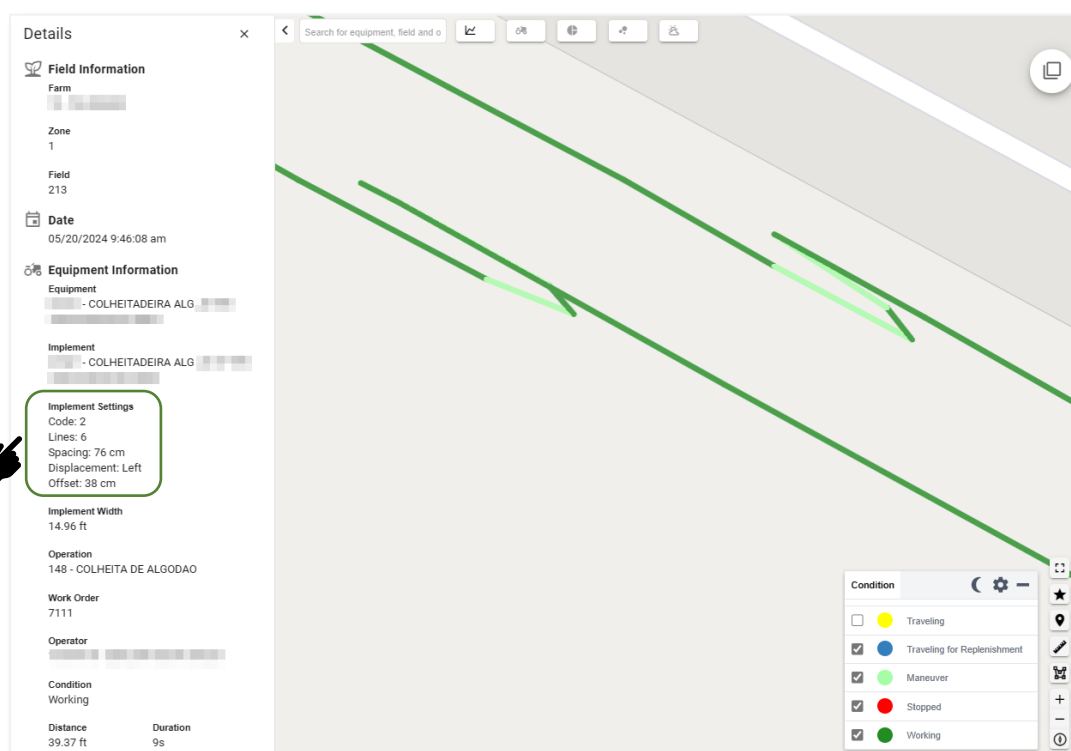 Details
Field Information
Farm
Zone
1
Field
213
Date
05/20/2024 9:46:08 am
Equipment Information
Equipment
- COLHEITADEIRA ALG
Implement
- COLHEITADEIRA ALG
Implement Settings
Code: 2
Lines: 6
Spacing: 76 cm
Displacement: Left
Offset: 38 cm
Implement Width
14.96 ft
Operation
148 - COLHEITA DE ALGODAO
Work Order
7111
Operator
Condition
Working
Distance Duration
39.37 ft 9s
Search for equipment, field and o
Condition
Traveling
Traveling for Replenishment
Maneuver
Stopped
Working